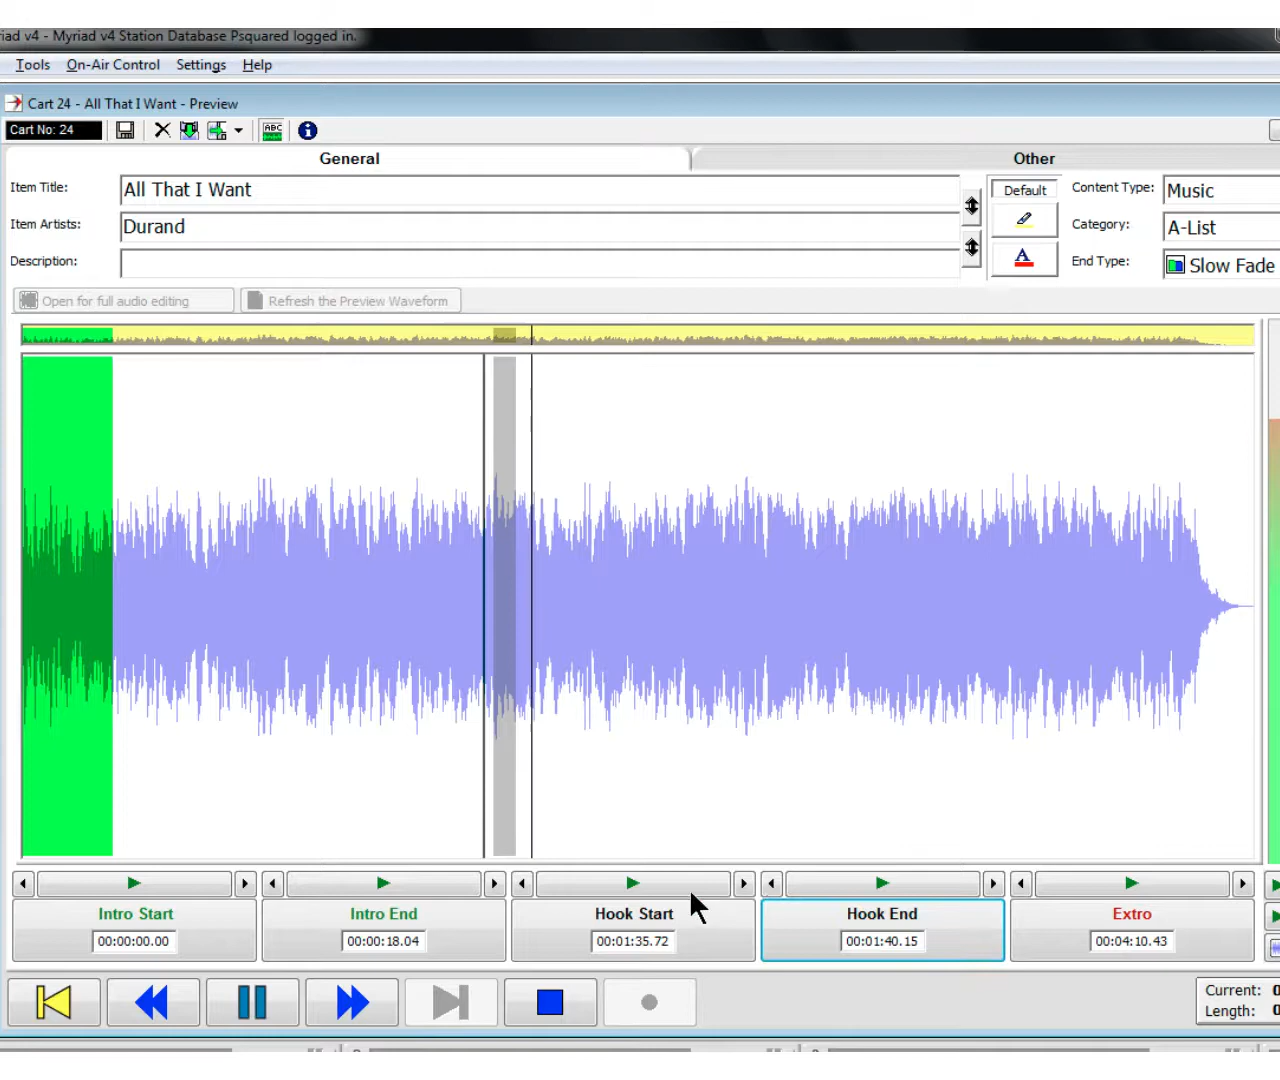 iad v4 - Myriad v4 Station Database Psquared logged in.
Tools On-Air Control Settings Help
Cart 24 - All That I Want - Preview
Cart No: 24 ABC
General Other
Item Title: All That I Want Default Content Type: Music
Item Artists: Durand Category: A-List
Description: A End Type: Slow Fade
Open for full audio editing Refresh the Preview Waveform
Intro Start Intro End Hook Start Hook End Extro
00:00:00.00 00:00:18.04 00:01:35.72 00:01:40.15 00:04:10.43
Current: 0
Length: 0